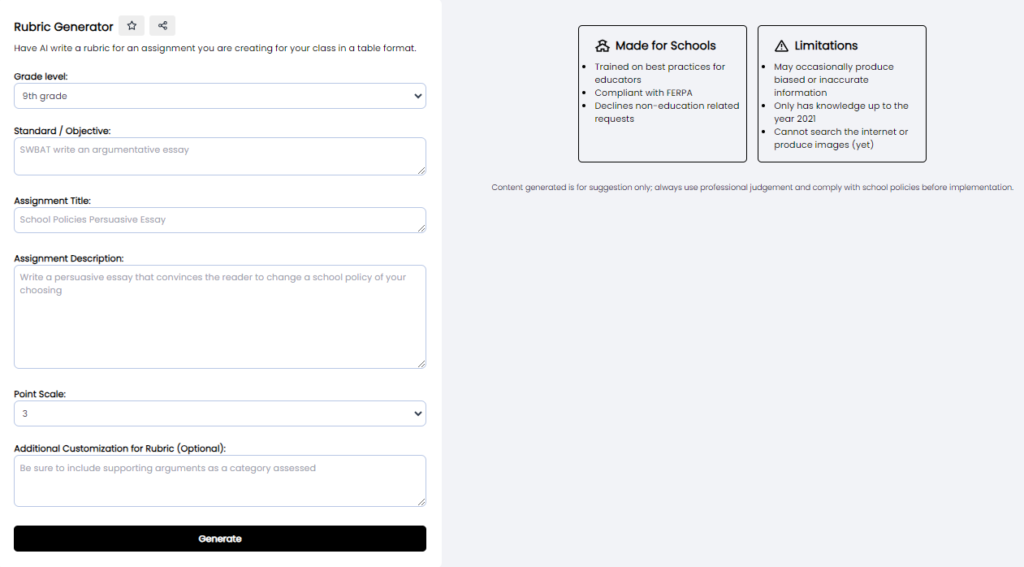 Rubric Generator
Have AI write a rubric for an assignment you are creating for your class in a table format.
Grade level:
9th grade
Standard / Objective:
SWBAT write an argumentative essay
Assignment Title:
School Policies Persuasive Essay
Assignment Description:
Write a persuasive essay that convinces the reader to change a school policy of your
choosing
Point Scale:
3
Additional Customization for Rubric (Optional):
Be sure to include supporting arguments as a category assessed
Generate
Made for Schools
Trained on best practices for
educators
Compliant with FERPA
Declines non-education related
requests
Limitations
May occasionally produce
biased or inaccurate
information
Only has knowledge up to the
year 2021
Cannot search the internet or
produce images (yet)
Content generated is for suggestion only; always use professional judgement and comply with school policies before implementation.